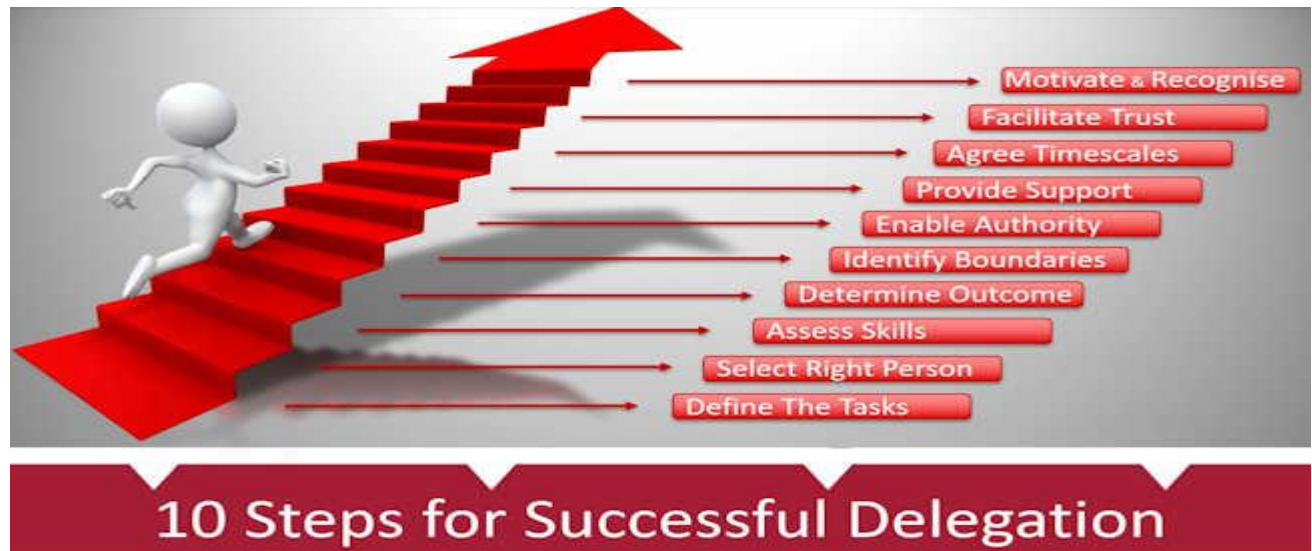 Motivate & Recognise
Facilitate Trust
Agree Timescales
Provide Support
Enable Authority
Identify Boundaries
Determine Outcome
Assess Skills
Select Right Person
Define The Tasks
10 Steps for Successful Delegation